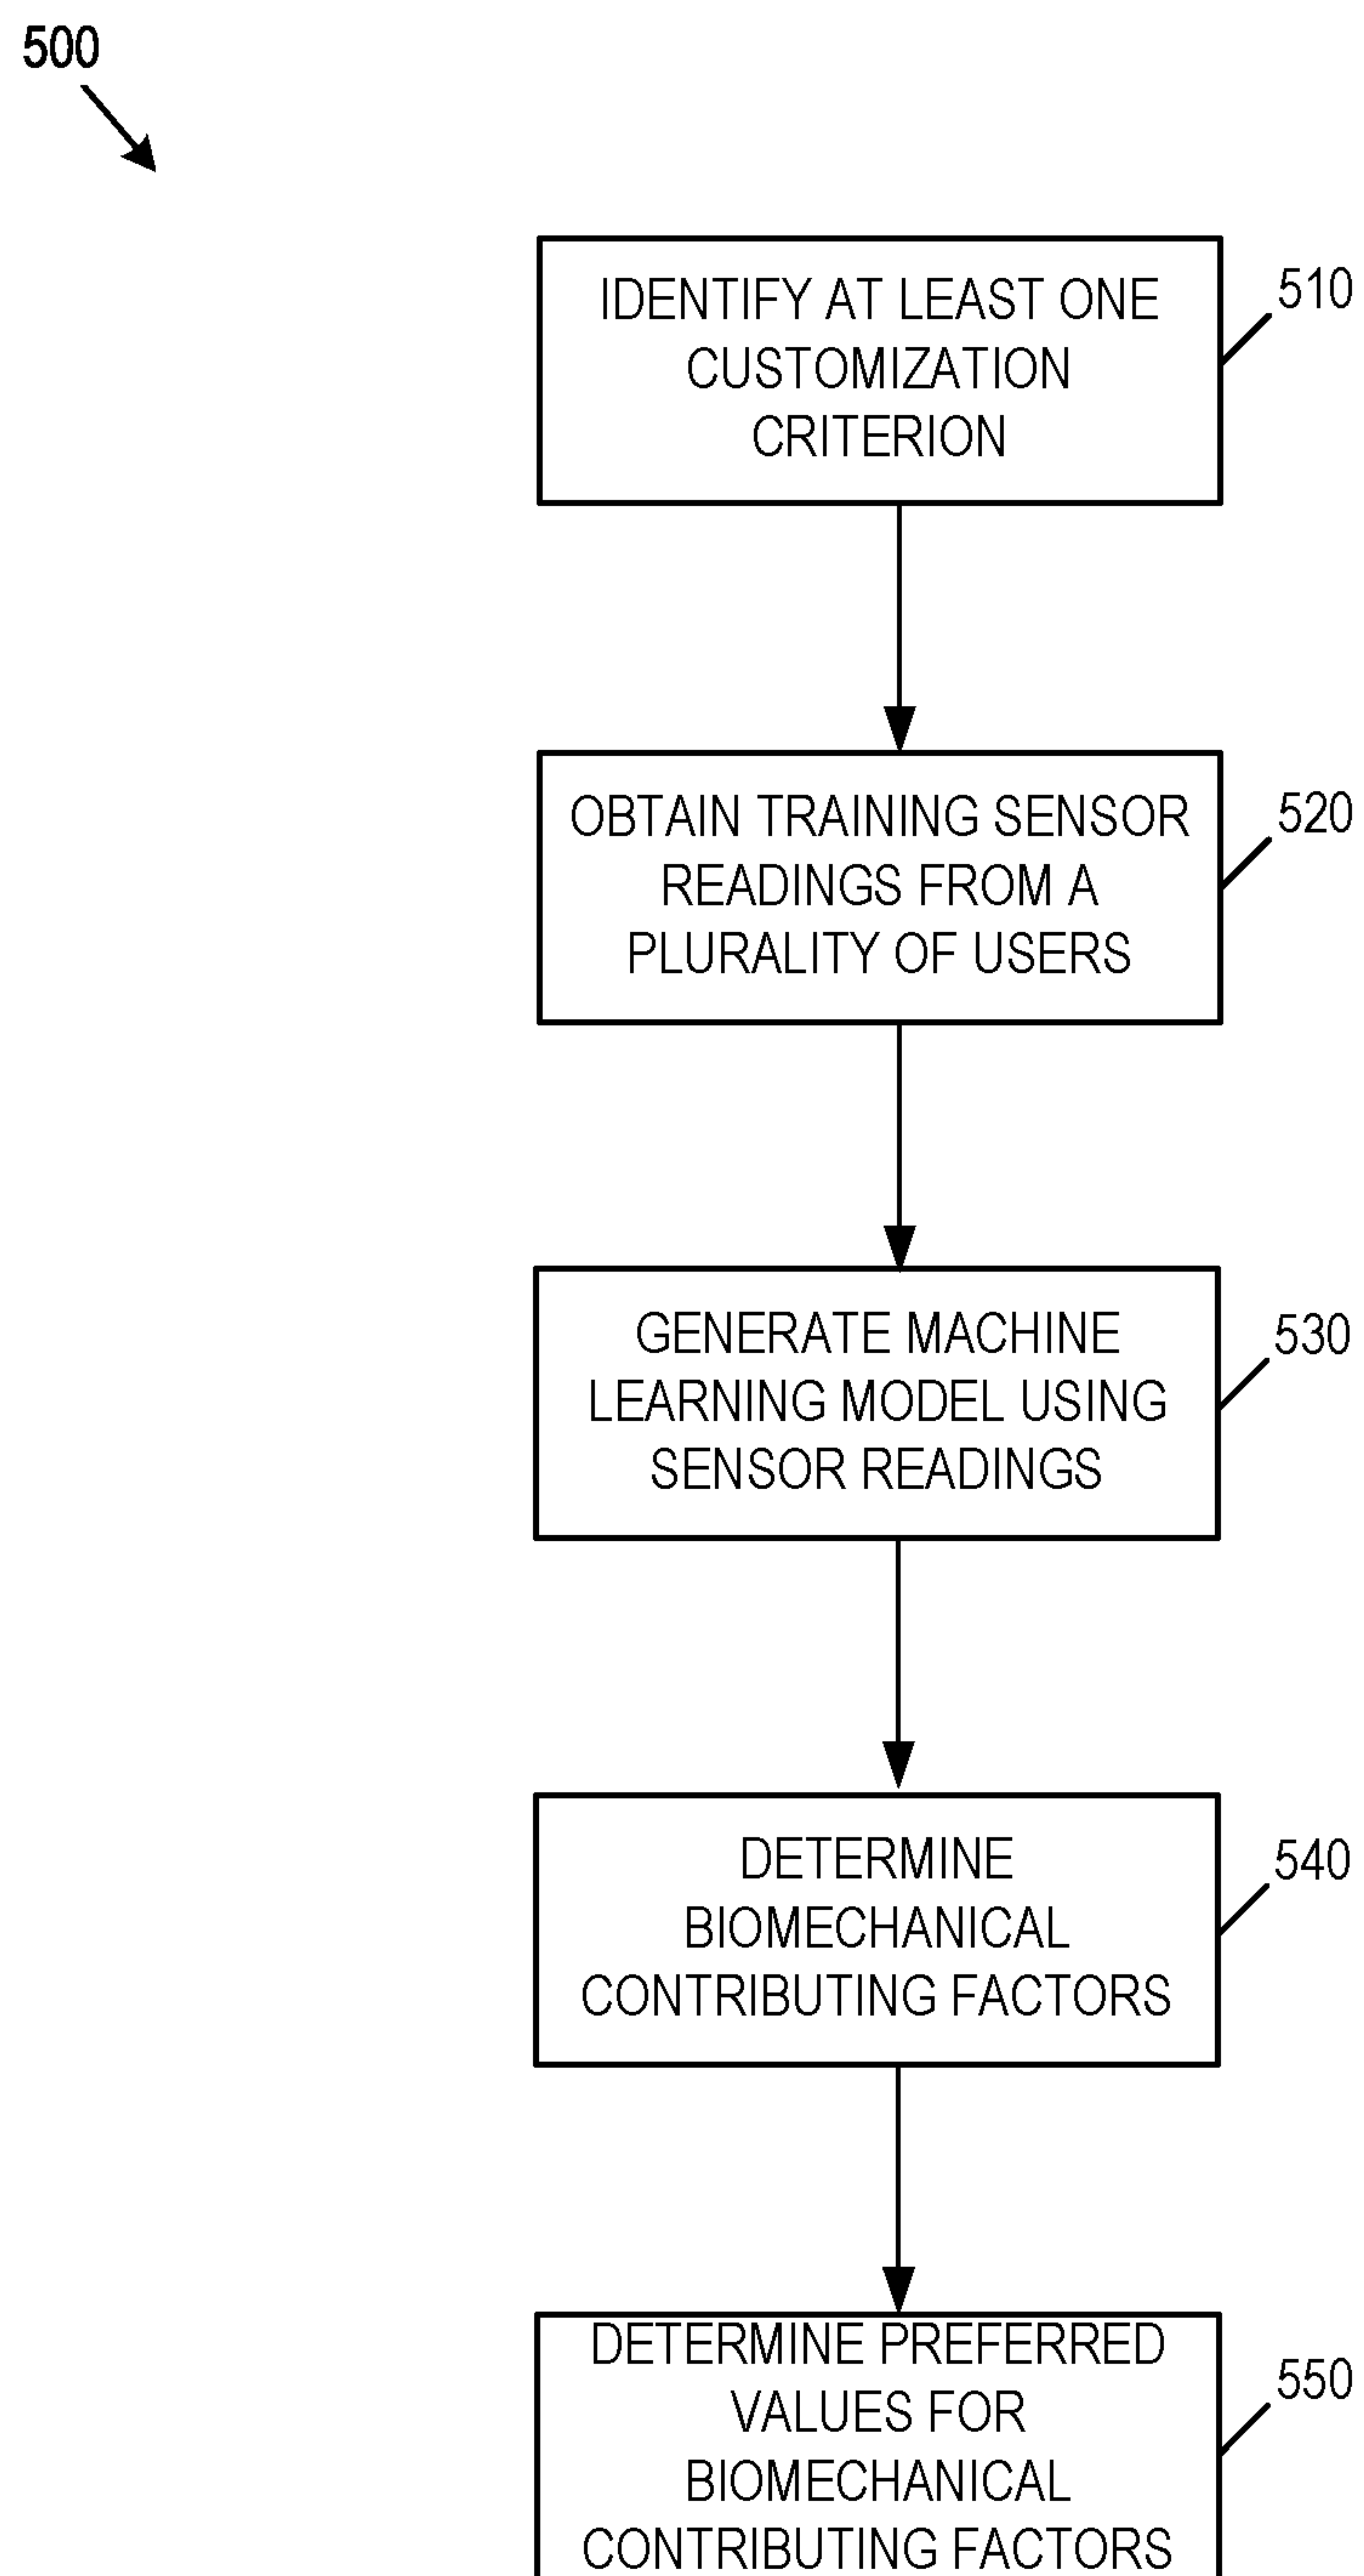 500
IDENTIFY AT LEAST ONE
CUSTOMIZATION
CRITERION
510
OBTAIN TRAINING SENSOR
READINGS FROM A
PLURALITY OF USERS
520
GENERATE MACHINE
LEARNING MODEL USING
SENSOR READINGS
530
DETERMINE
BIOMECHANICAL
CONTRIBUTING FACTORS
540
DETERMINE PREFERRED
VALUES FOR
BIOMECHANICAL
CONTRIBUTING FACTORS
550